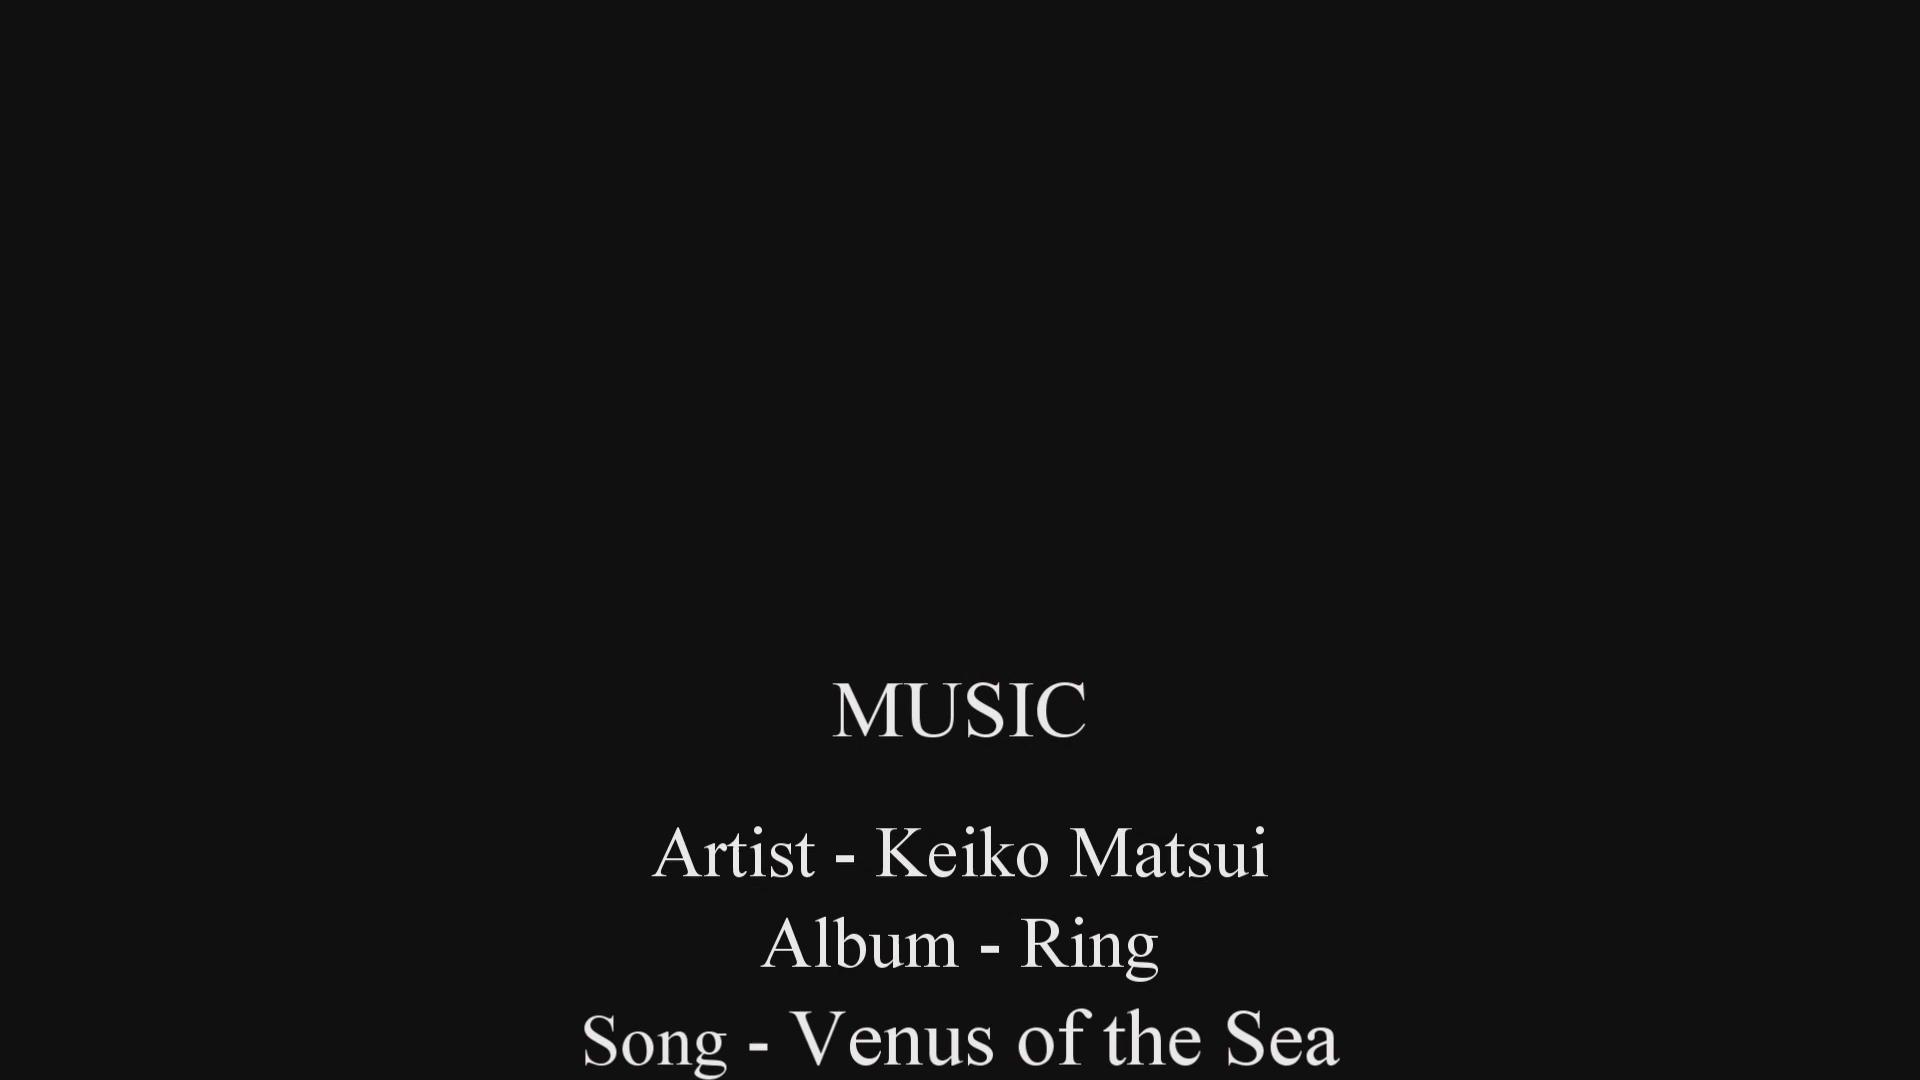 MUSIC
Artist - Keiko Matsui
Album - Ring
Song - Venus of the Sea